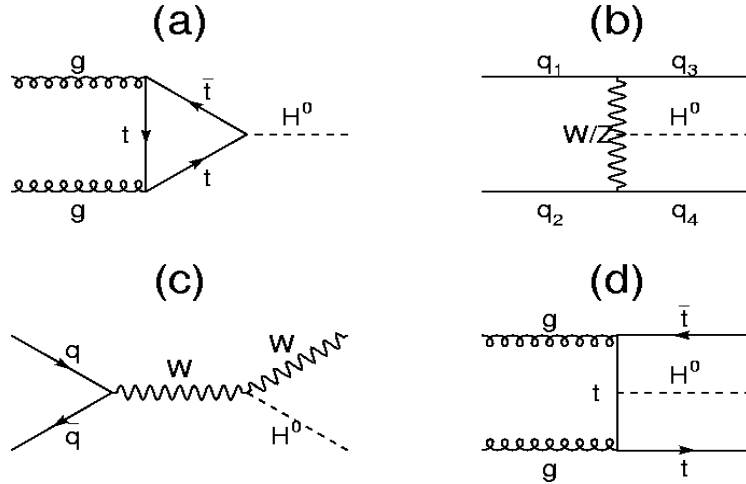 (a)
g
t̄
H⁰
t
t
g
(b)
q₁ q₃
H⁰
W/Z
q₂ q₄
(c)
q
W
W
q̄
H⁰
(d)
g
t̄
t
H⁰
g
t